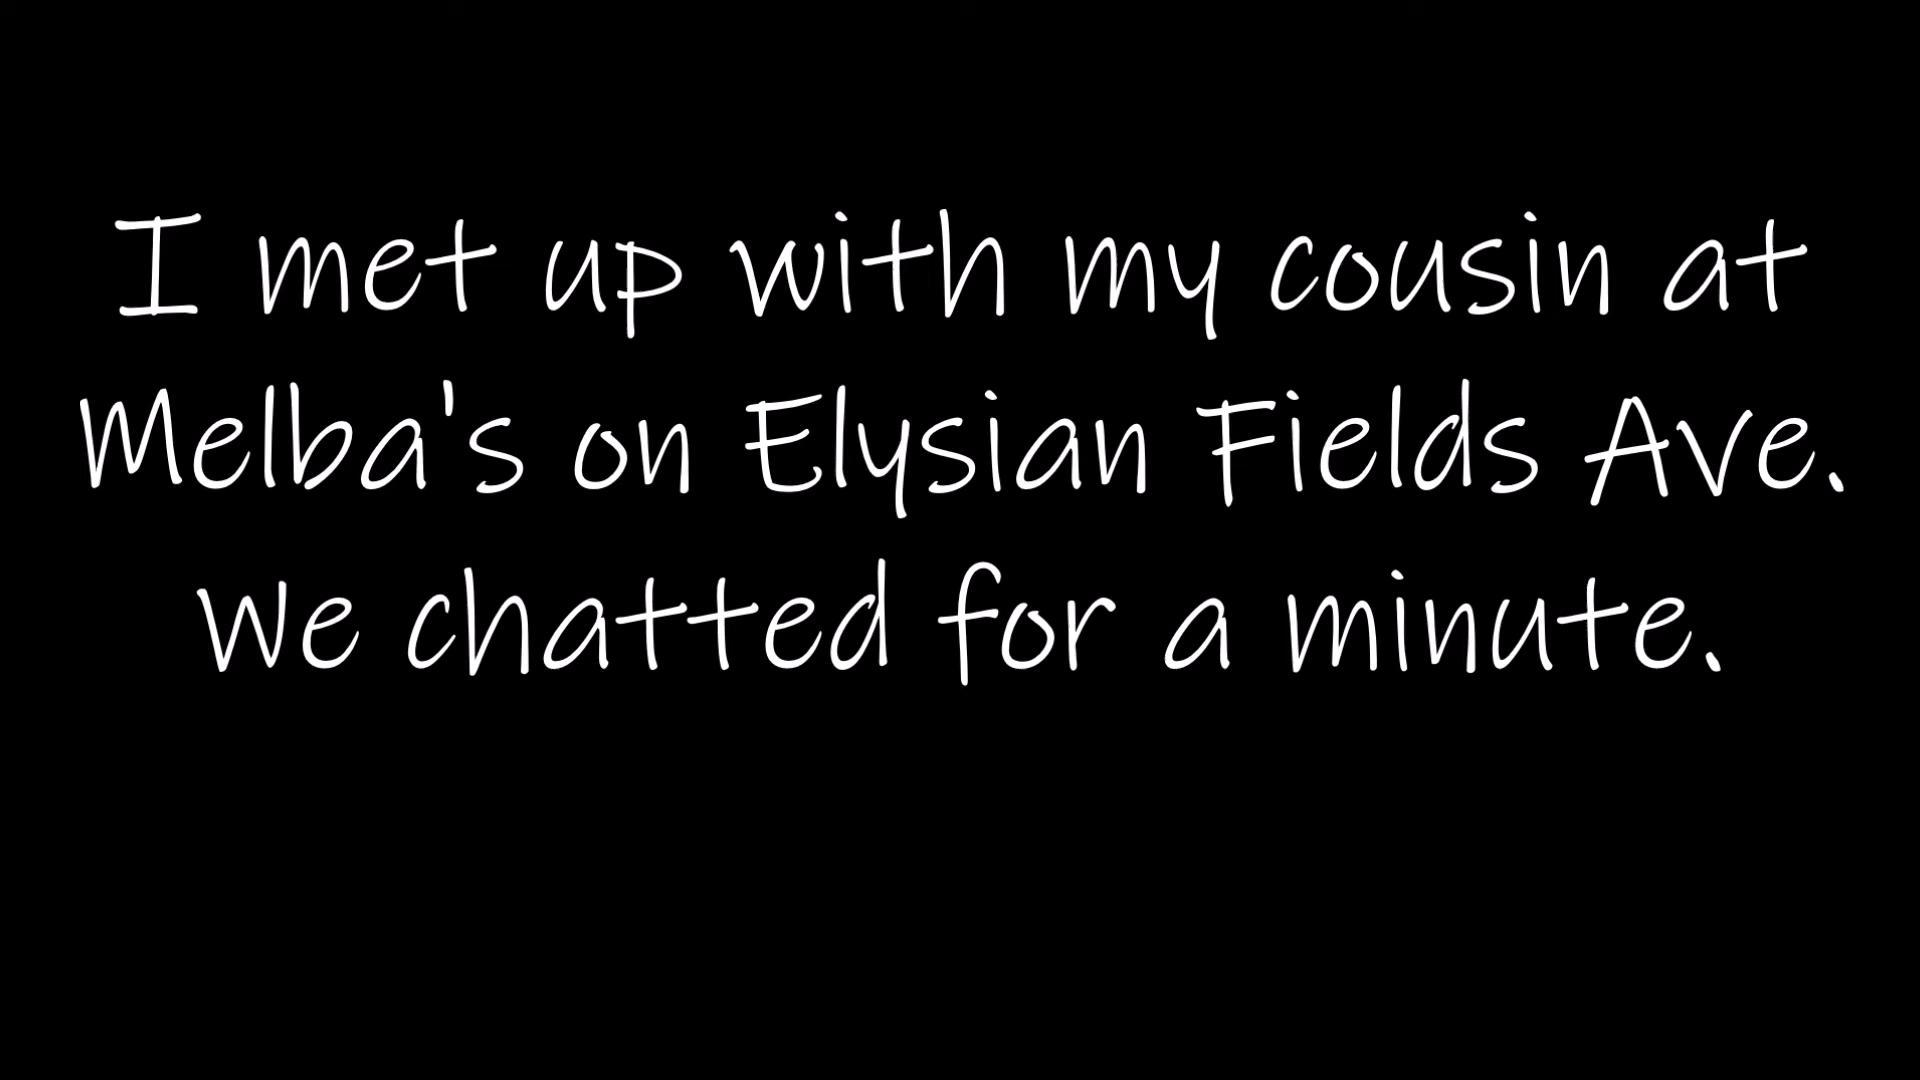 I met up with my cousin at
Melba's on Elysian Fields Ave.
We chatted for a minute.